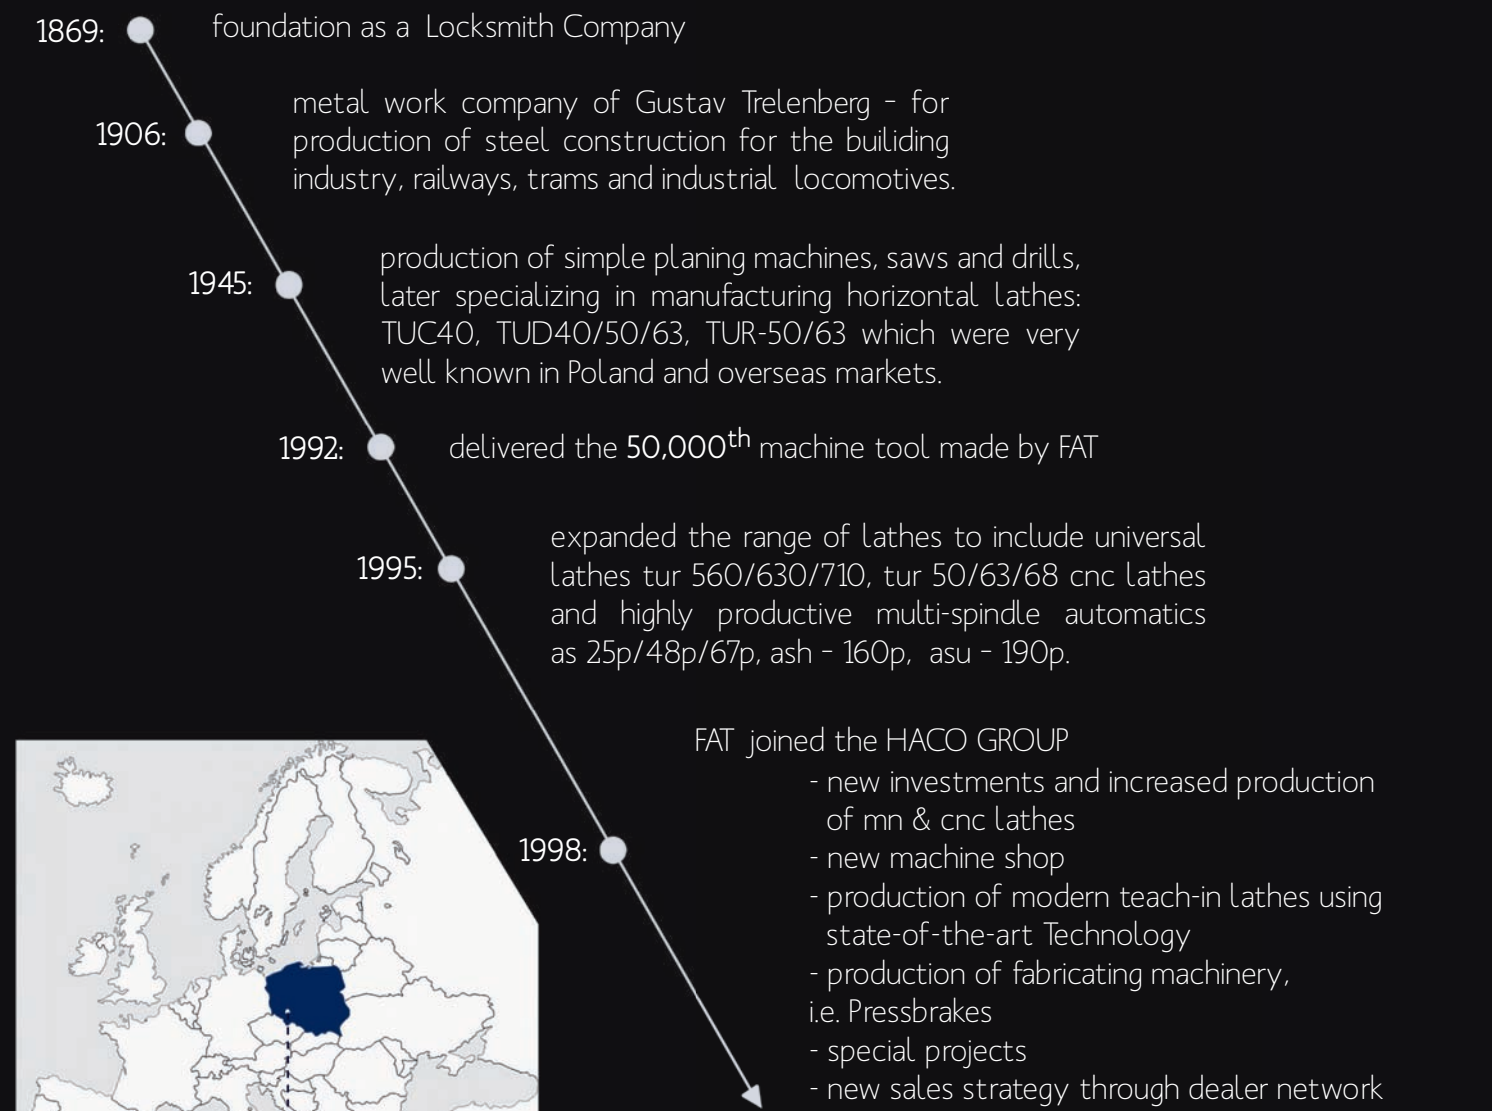 1869: foundation as a Locksmith Company
metal work company of Gustav Trelenberg - for
1906: production of steel construction for the builiding
industry, railways, trams and industrial locomotives.
production of simple planing machines, saws and drills,
1945: later specializing in manufacturing horizontal lathes:
TUC40, TUD40/50/63, TUR-50/63 which were very
well known in Poland and overseas markets.
1992: delivered the 50,000th machine tool made by FAT
expanded the range of lathes to include universal
1995: lathes tur 560/630/710, tur 50/63/68 cnc lathes
and highly productive multi-spindle automatics
as 25p/48p/67p, ash - 160p, asu - 190p.
FAT joined the HACO GROUP
- new investments and increased production
of mn & cnc lathes
1998: - new machine shop
- production of modern teach-in lathes using
state-of-the-art Technology
- production of fabricating machinery,
i.e. Pressbrakes
- special projects
- new sales strategy through dealer network